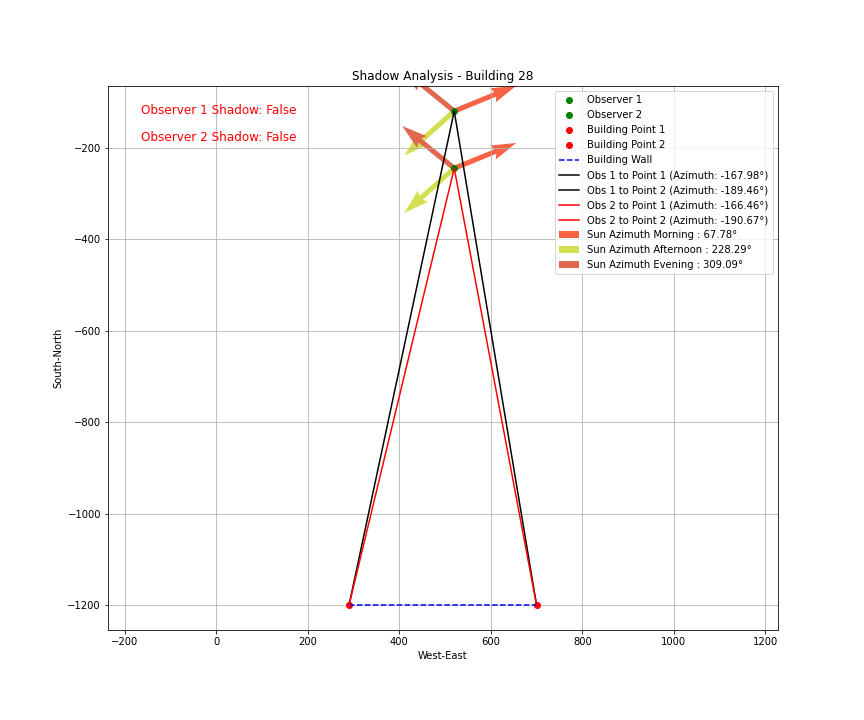 Shadow Analysis - Building 28
Observer 1 Shadow: False
Observer 2 Shadow: False
Observer 1
Observer 2
Building Point 1
Building Point 2
Building Wall
Obs 1 to Point 1 (Azimuth: -167.98°)
Obs 1 to Point 2 (Azimuth: -189.46°)
Obs 2 to Point 1 (Azimuth: -166.46°)
Obs 2 to Point 2 (Azimuth: -190.67°)
Sun Azimuth Morning : 67.78°
Sun Azimuth Afternoon : 228.29°
Sun Azimuth Evening : 309.09°
South-North
−200
−400
−600
−800
−1000
−1200
−200 0 200 400 600 800 1000 1200
West-East